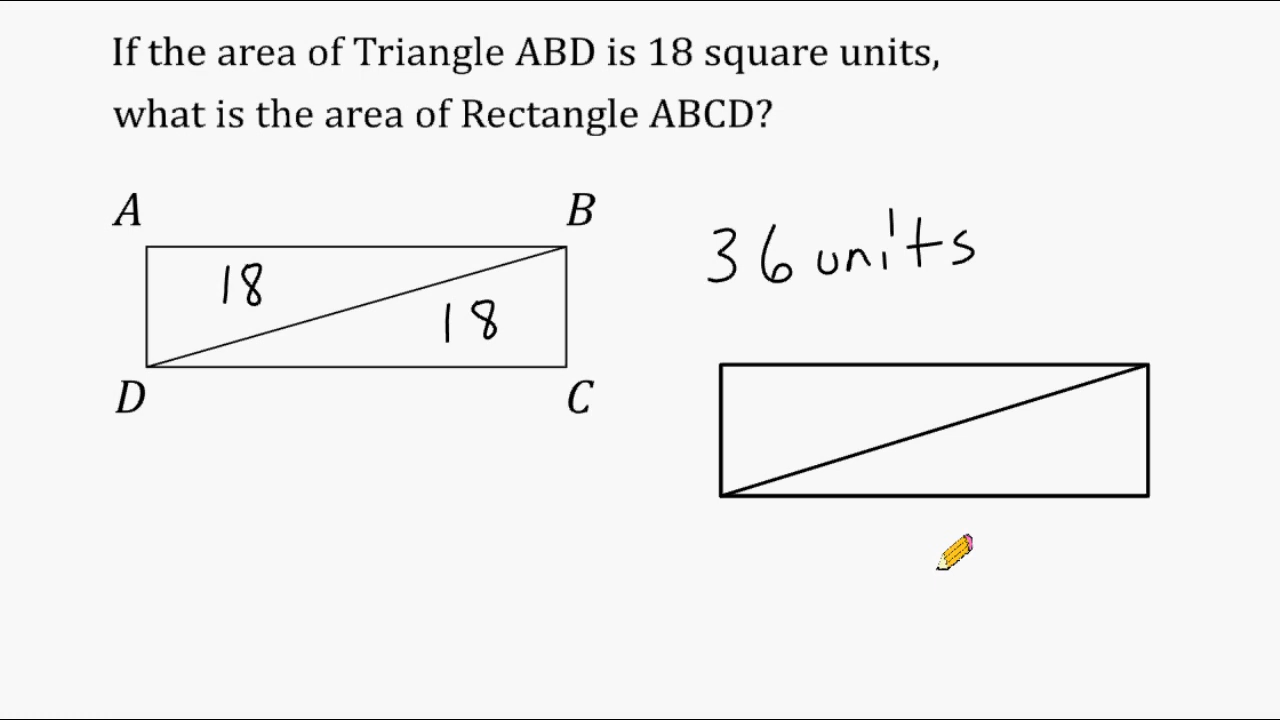 If the area of Triangle ABD is 18 square units,
what is the area of Rectangle ABCD?
A
B
18
18
D
C
36 units